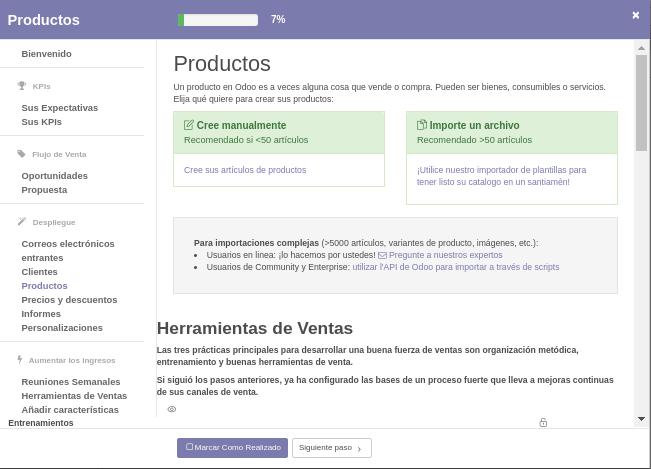 Productos
7%
×
Bienvenido
KPIs
Sus Expectativas
Sus KPIs
Flujo de Venta
Oportunidades
Propuesta
Despliegue
Correos electrónicos
entrantes
Clientes
Productos
Precios y descuentos
Informes
Personalizaciones
Aumentar los ingresos
Reuniones Semanales
Herramientas de Ventas
Añadir características
Entrenamientos
Productos
Un producto en Odoo es a veces alguna cosa que vende o compra. Pueden ser bienes, consumibles o servicios.
Elija qué quiere para crear sus productos:
Cree manualmente
Recomendado si <50 artículos
Cree sus artículos de productos
Importe un archivo
Recomendado >50 artículos
¡Utilice nuestro importador de plantillas para
tener listo su catalogo en un santiamén!
Para importaciones complejas (>5000 artículos, variantes de producto, imágenes, etc.):
• Usuarios en linea: ¡lo hacemos por ustedes! Pregunte a nuestros expertos
• Usuarios de Community y Enterprise: utilizar l'API de Odoo para importar a través de scripts
Herramientas de Ventas
Las tres prácticas principales para desarrollar una buena fuerza de ventas son organización metódica,
entrenamiento y buenas herramientas de venta.
Si siguió los pasos anteriores, ya ha configurado las bases de un proceso fuerte que lleva a mejoras continuas
de sus canales de venta.
Marcar Como Realizado
Siguiente paso ›